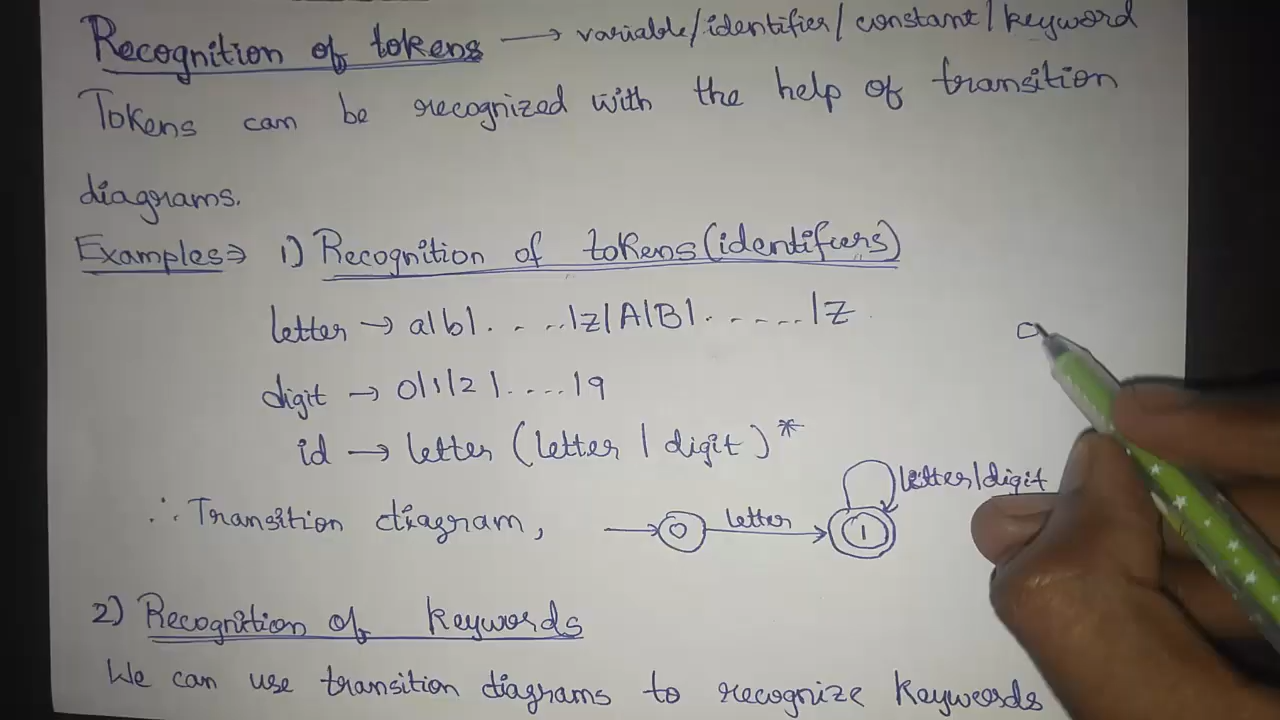 Recognition of tokens → variable/identifier/constant/keyword
Tokens can be recognized with the help of transition
diagrams.
Examples ⇒ 1) Recognition of tokens (identifiers)
letter → a|b|. . . . .|z|A|B|. . . . . . .|Z
digit → 0|1|2|. . . . .|9
id → letter (letter | digit)*
∴ Transition diagram, → 0 letter → 1 letter/digit
2) Recognition of keywords
We can use transition diagrams to recognize keywords